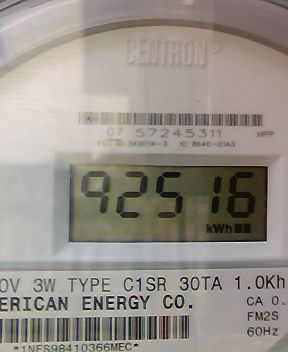 CENTRON®
07 57245311
92516
kWh
0V 3W TYPE C1SR 30TA 1.0Kh
ERICAN ENERGY CO.
CA 0.
FM2S
60Hz
*1NFS98410366MEC*